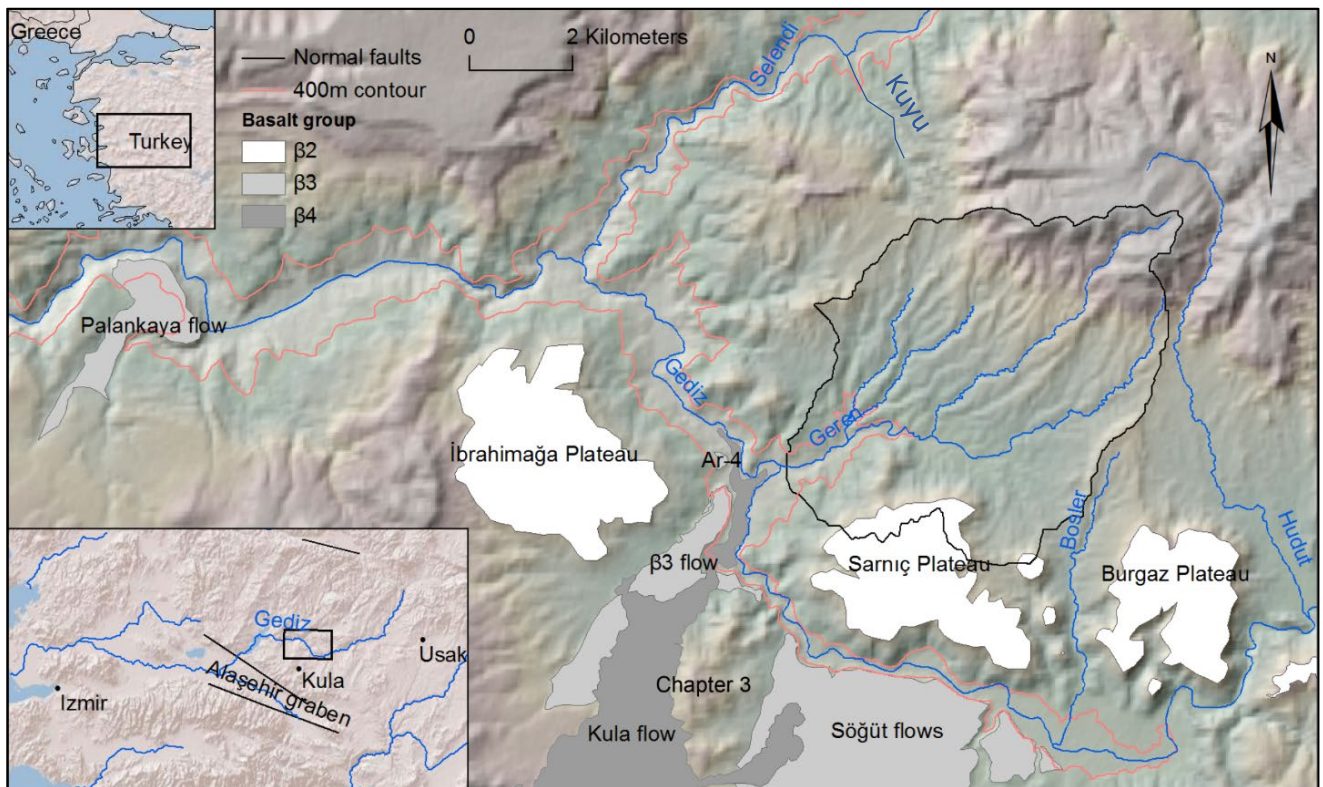 Greece
Turkey
Normal faults
400m contour
Basalt group
β2
β3
β4
0 2 Kilometers
Selendi
Kuyu
N
Palankaya flow
Gediz
Geren
İbrahimağa Plateau
Ar-4
β3 flow
Sarnıç Plateau
Bosler
Burgaz Plateau
Hudut
Chapter 3
Kula flow
Söğüt flows
Gediz
Usak
Kula
Alaşehir graben
Izmir